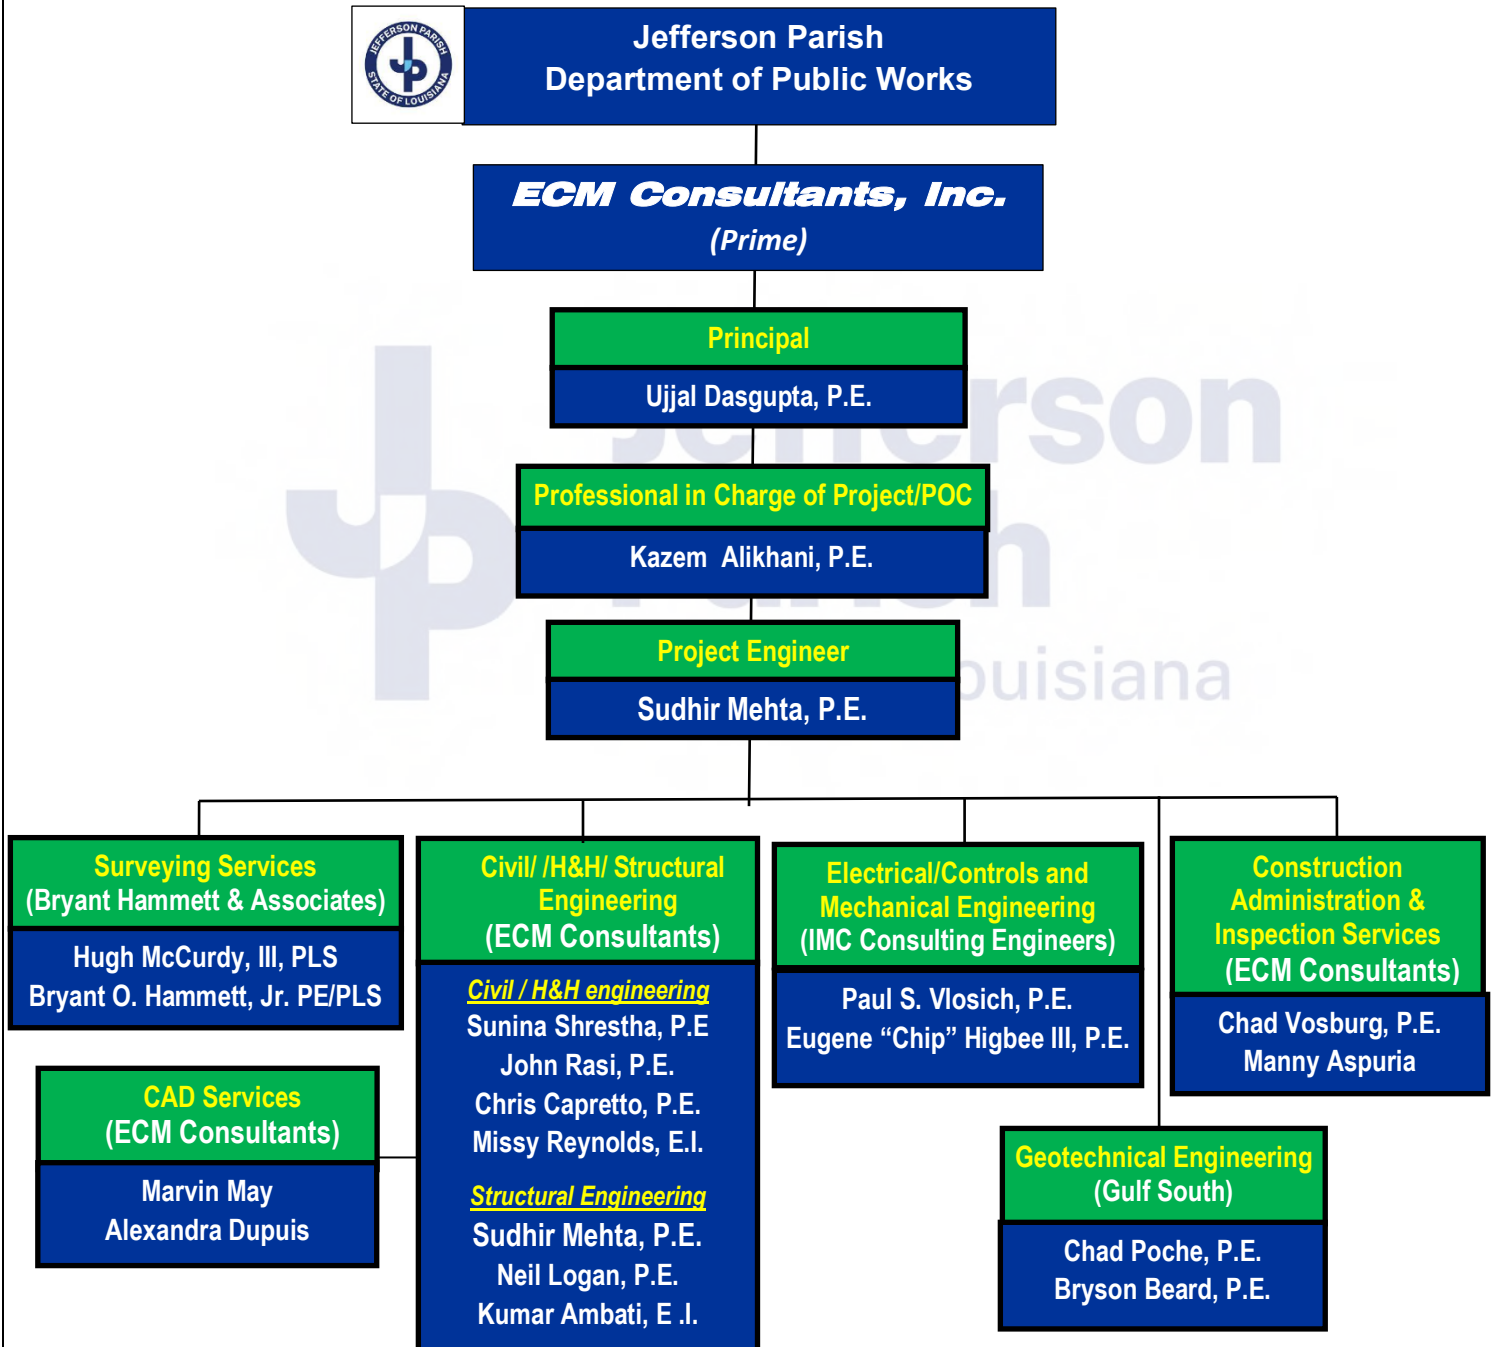 JEFFERSON PARISH
JP
STATE OF LOUISIANA
Jefferson Parish
Department of Public Works
ECM Consultants, Inc.
(Prime)
Principal
Ujjal Dasgupta, P.E.
Professional in Charge of Project/POC
Kazem Alikhani, P.E.
Project Engineer
Sudhir Mehta, P.E.
Surveying Services
(Bryant Hammett & Associates)
Hugh McCurdy, III, PLS
Bryant O. Hammett, Jr. PE/PLS
CAD Services
(ECM Consultants)
Marvin May
Alexandra Dupuis
Civil/ /H&H/ Structural
Engineering
(ECM Consultants)
Civil / H&H engineering
Sunina Shrestha, P.E
John Rasi, P.E.
Chris Capretto, P.E.
Missy Reynolds, E.I.
Structural Engineering
Sudhir Mehta, P.E.
Neil Logan, P.E.
Kumar Ambati, E .I.
Electrical/Controls and
Mechanical Engineering
(IMC Consulting Engineers)
Paul S. Vlosich, P.E.
Eugene “Chip” Higbee III, P.E.
Construction
Administration &
Inspection Services
(ECM Consultants)
Chad Vosburg, P.E.
Manny Aspuria
Geotechnical Engineering
(Gulf South)
Chad Poche, P.E.
Bryson Beard, P.E.
JP
Jefferson
Parish
Louisiana